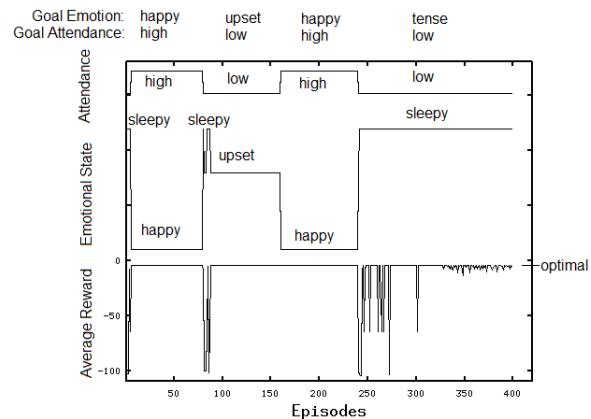 Goal Emotion: happy upset happy tense
Goal Attendance: high low high low
Attendance
high low high low
sleepy sleepy sleepy
Emotional State
upset
happy happy
0
optimal
Average Reward
-50
-100
50 100 150 200 250 300 350 400
Episodes